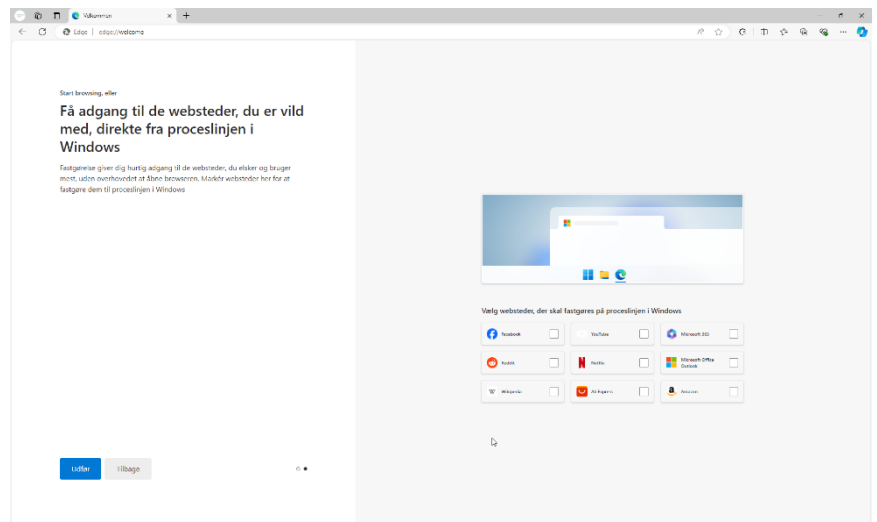 Velkommen
Edge | edge://welcome
Start browsing, eller
Få adgang til de websteder, du er vild
med, direkte fra proceslinjen i
Windows
Fastgørelse giver dig hurtig adgang til de websteder, du elsker og bruger
mest, uden overhovedet at åbne browseren. Markér websteder her for at
fastgøre dem til proceslinjen i Windows
Vælg websteder, der skal fastgøres på proceslinjen i Windows
Facebook
YouTube
Microsoft 365
Reddit
Netflix
Microsoft Office
Outlook
Wikipedia
Ali Express
Amazon
Udfør
Tilbage